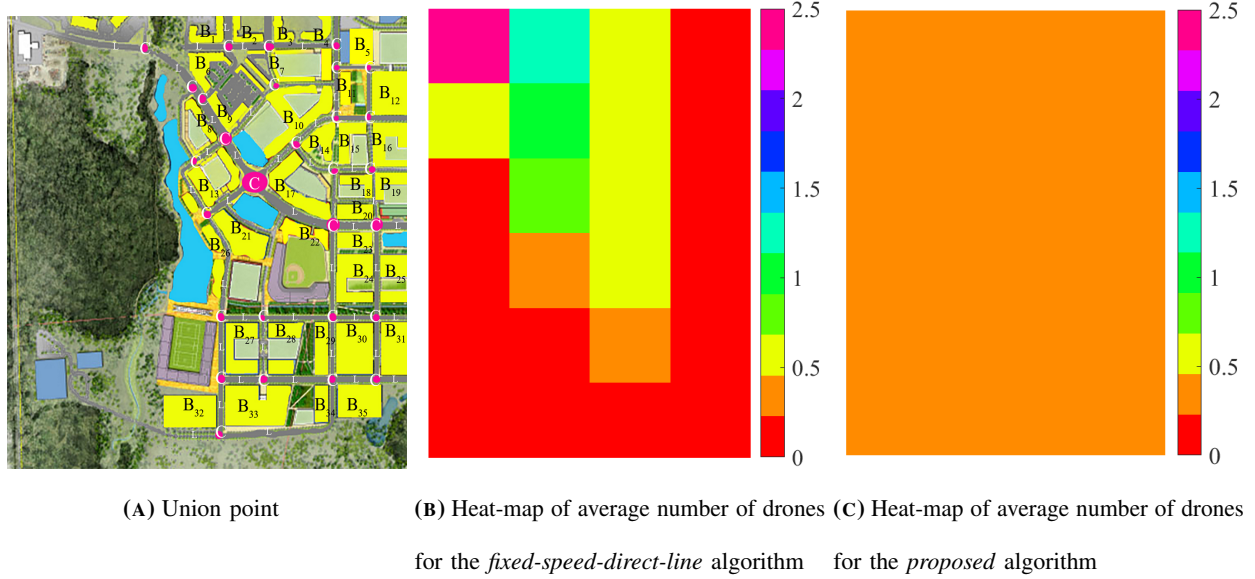 B1 B2 B3 B4
B5
B6 B7
B11 B12
B8 B9 B10
B14 B15 B16
C
B13 B17 B18 B19
B20
B21 B22 B23
B26
B24 B25
B27 B28 B29 B30 B31
B32 B33 B34 B35
2.5
2
1.5
1
0.5
0
2.5
2
1.5
1
0.5
0
(A) Union point
(B) Heat-map of average number of drones
for the fixed-speed-direct-line algorithm
(C) Heat-map of average number of drones
for the proposed algorithm